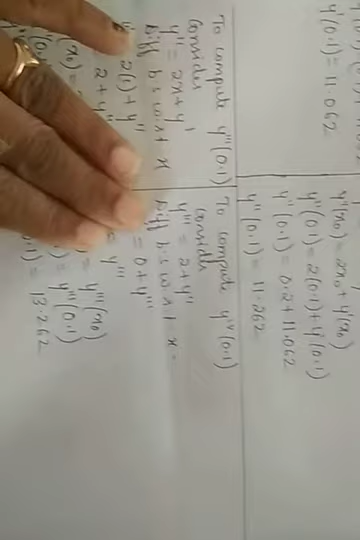 y'(0.1) = 11.062
y''(x₀) = 2x₀ + y'(x₀)
y''(0.1) = 2(0.1) + y'(0.1)
y''(0.1) = 0.2 + 11.062
y''(0.1) = 11.262
To compute y'''(0.1)
consider
y'' = 2x + y'
Diff b s w.r.t x
2(1) + y''
2 + y''
To compute y^iv(0.1)
consider
y''' = 2 + y''
Diff b s w.r.t x.
= 0 + y'''
= y'''
= y'''(x₀)
= y'''(0.1)
= 13.262